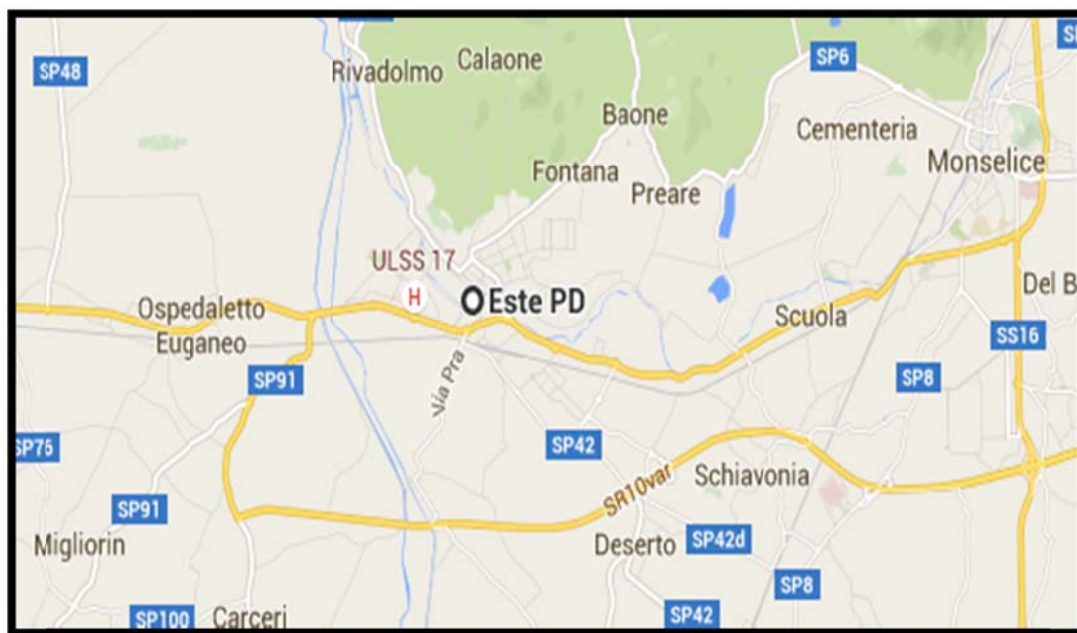 SP48
Rivadolmo
Calaone
SP6
Baone
Cementeria
Monselice
Fontana
Preare
ULSS 17
H
Este PD
Ospedaletto
Euganeo
Scuola
Del B
SS16
SP91
Via Pra
SP8
SP42
SP75
Schiavonia
SR10var
SP91
Migliorin
Deserto
SP42d
SP8
SP100
Carceri
SP42